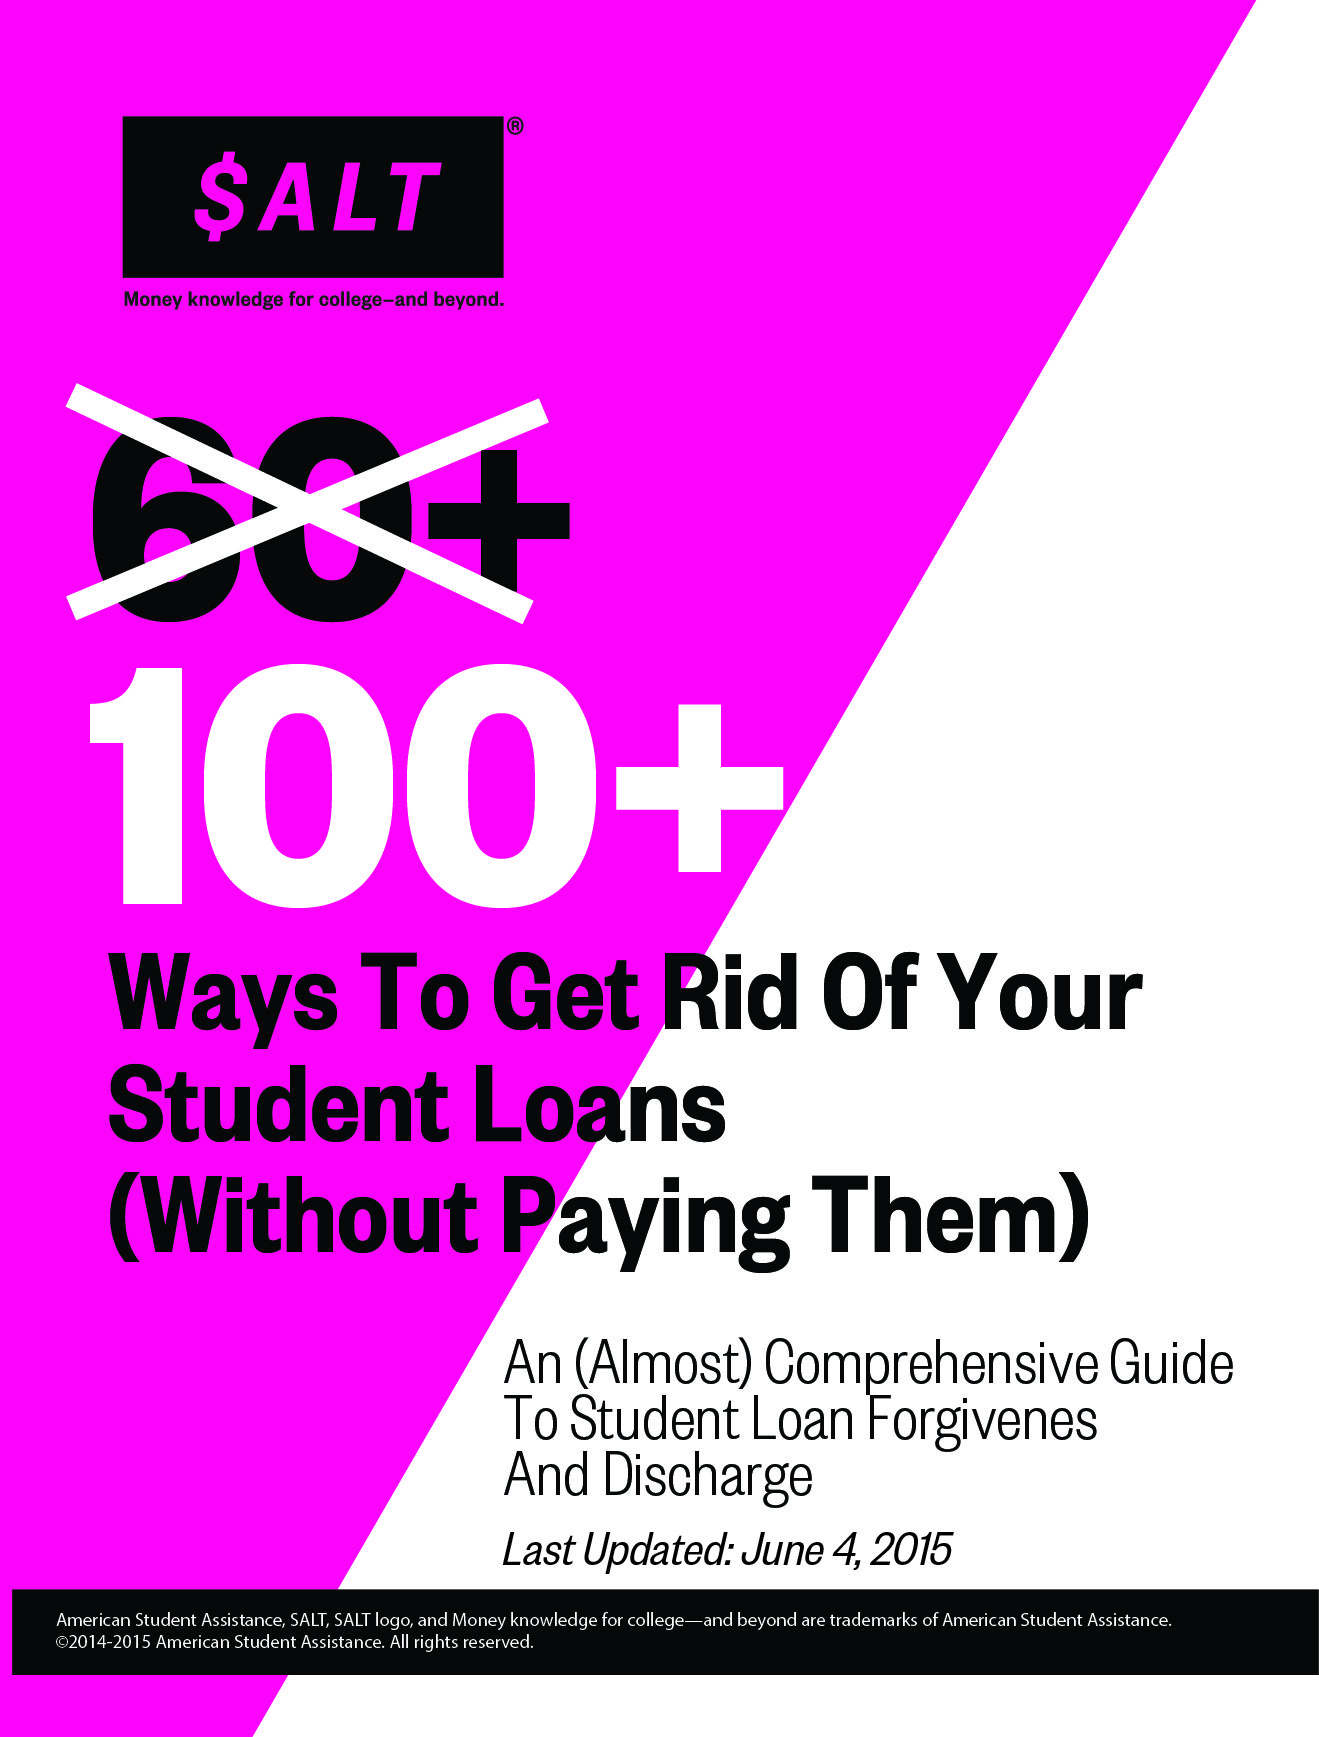 $ALT®
Money knowledge for college–and beyond.
60+
100+
Ways To Get Rid Of Your
Student Loans
(Without Paying Them)
An (Almost) Comprehensive Guide
To Student Loan Forgivenes
And Discharge
Last Updated: June 4, 2015
American Student Assistance, SALT, SALT logo, and Money knowledge for college—and beyond are trademarks of American Student Assistance.
©2014-2015 American Student Assistance. All rights reserved.